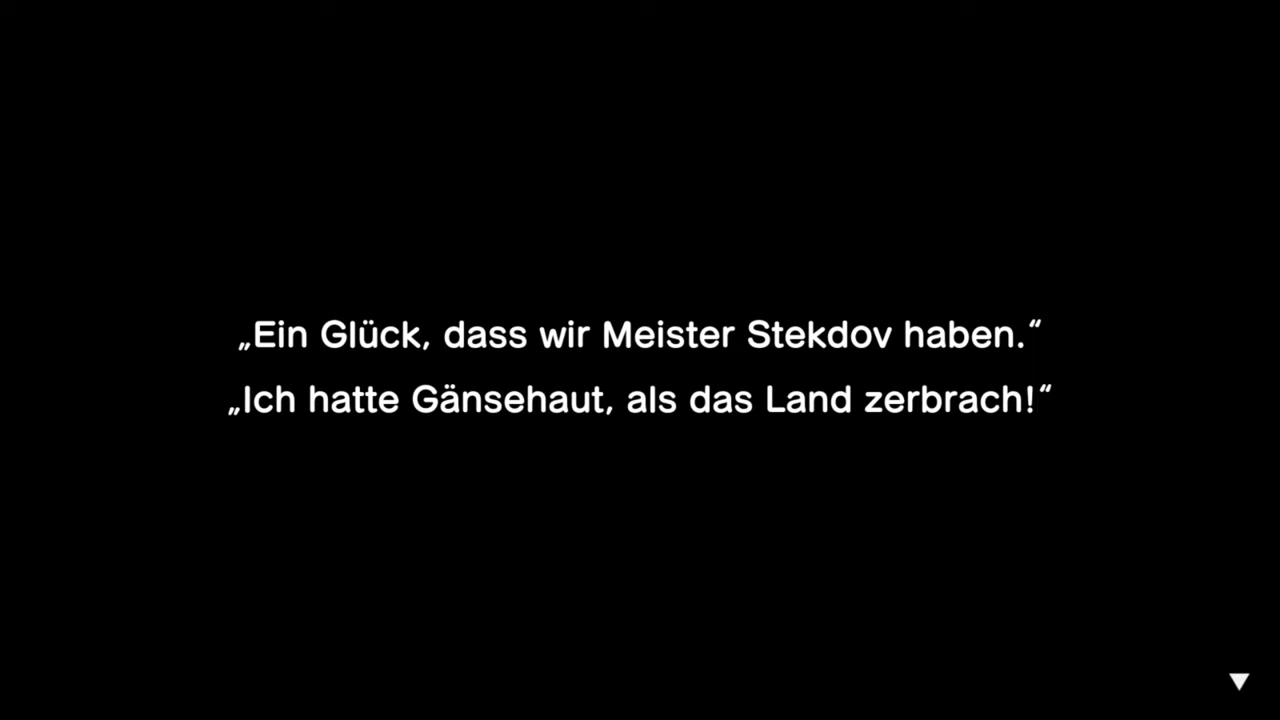 „Ein Glück, dass wir Meister Stekdov haben.“
„Ich hatte Gänsehaut, als das Land zerbrach!“